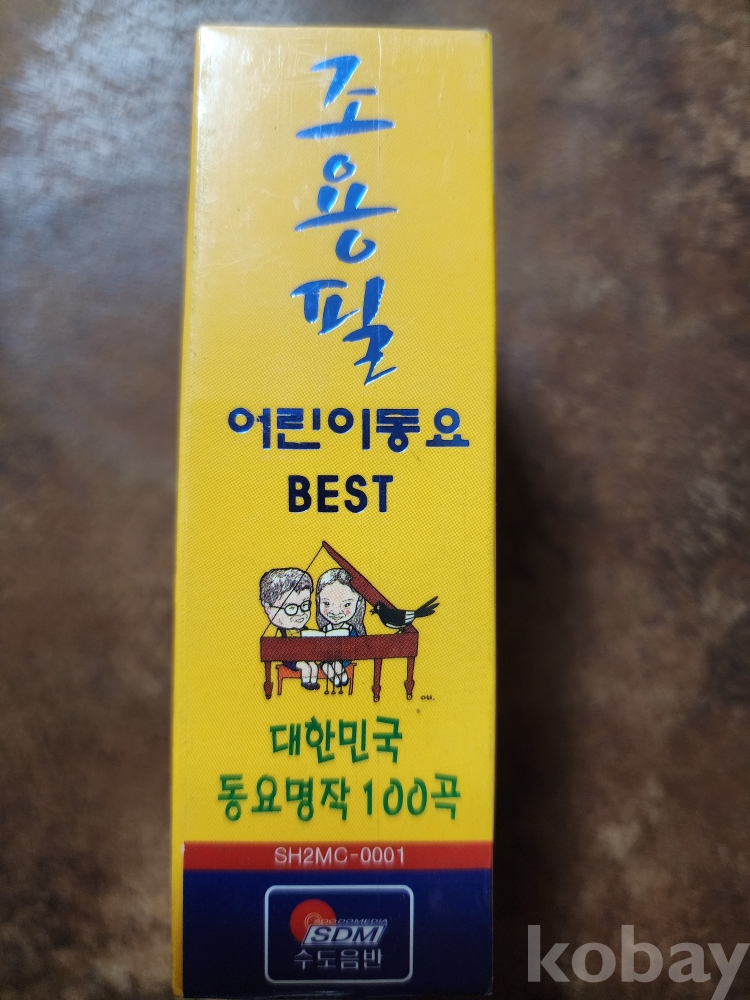 조용필
어린이동요
BEST
대한민국
동요명작 100곡
SH2MC-0001
SDM
수도음반
kobay